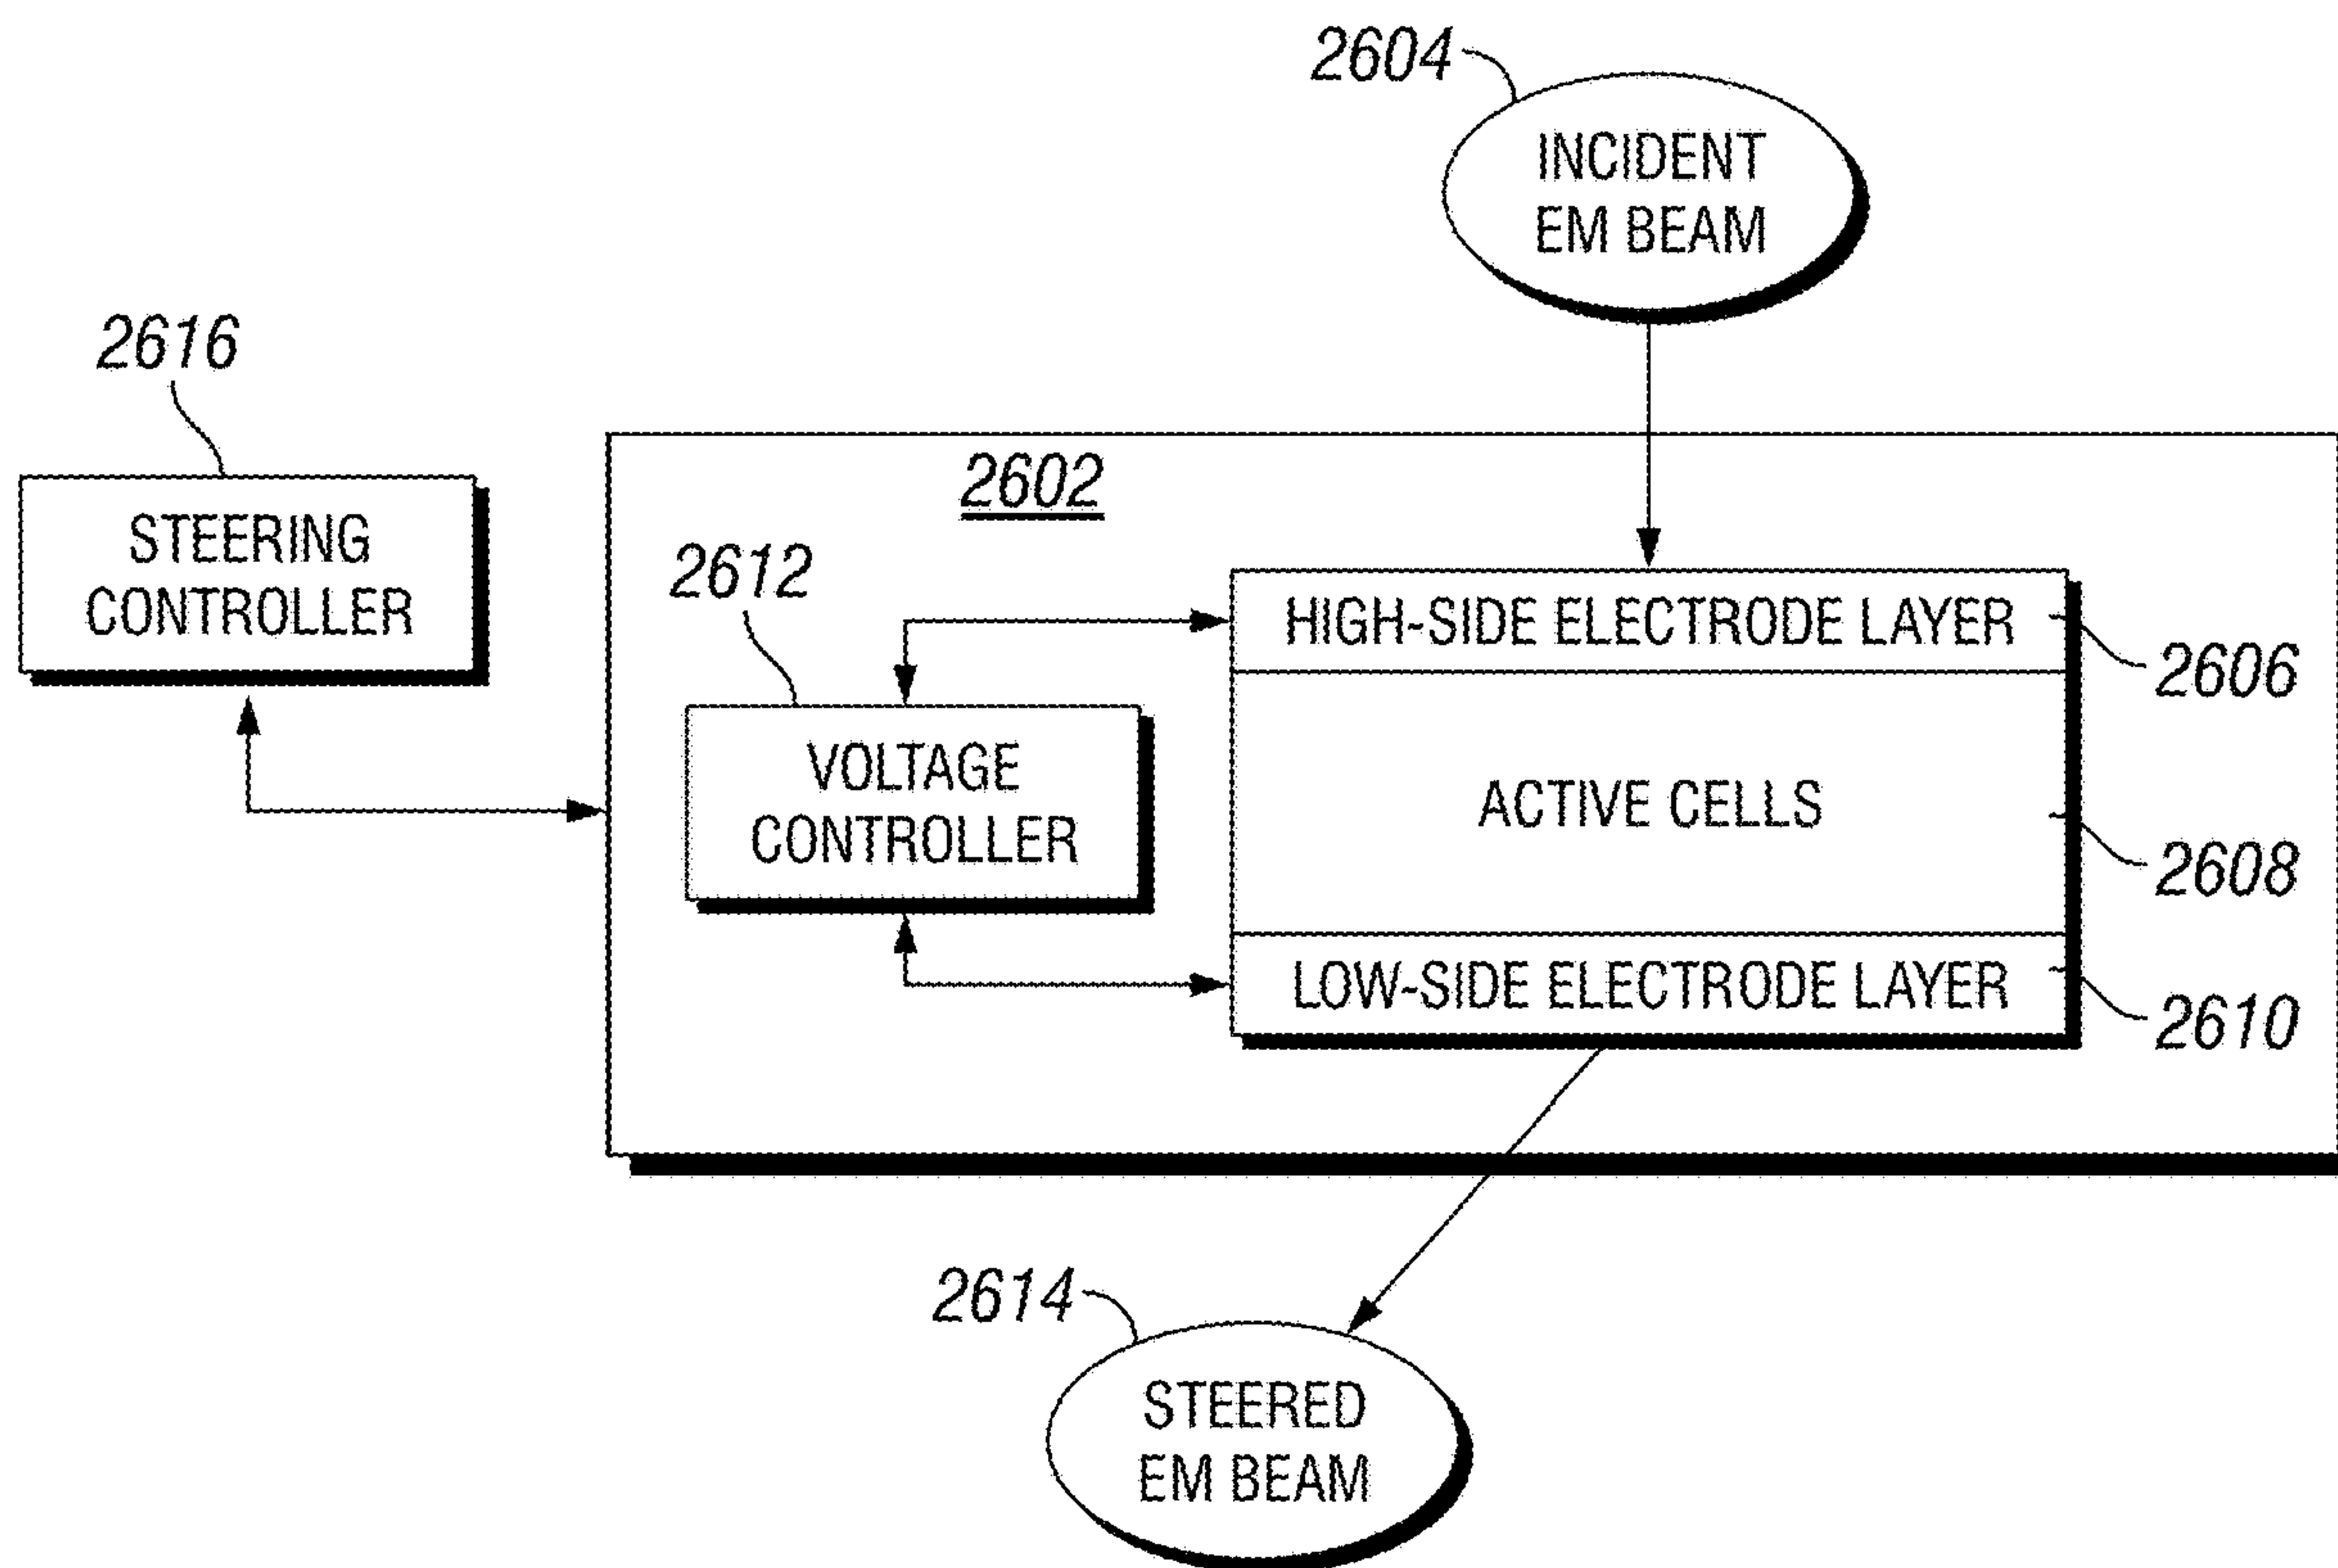 2604
INCIDENT
EM BEAM
2616
STEERING
CONTROLLER
2602
2612
VOLTAGE
CONTROLLER
HIGH-SIDE ELECTRODE LAYER
2606
ACTIVE CELLS
2608
LOW-SIDE ELECTRODE LAYER
2610
2614
STEERED
EM BEAM